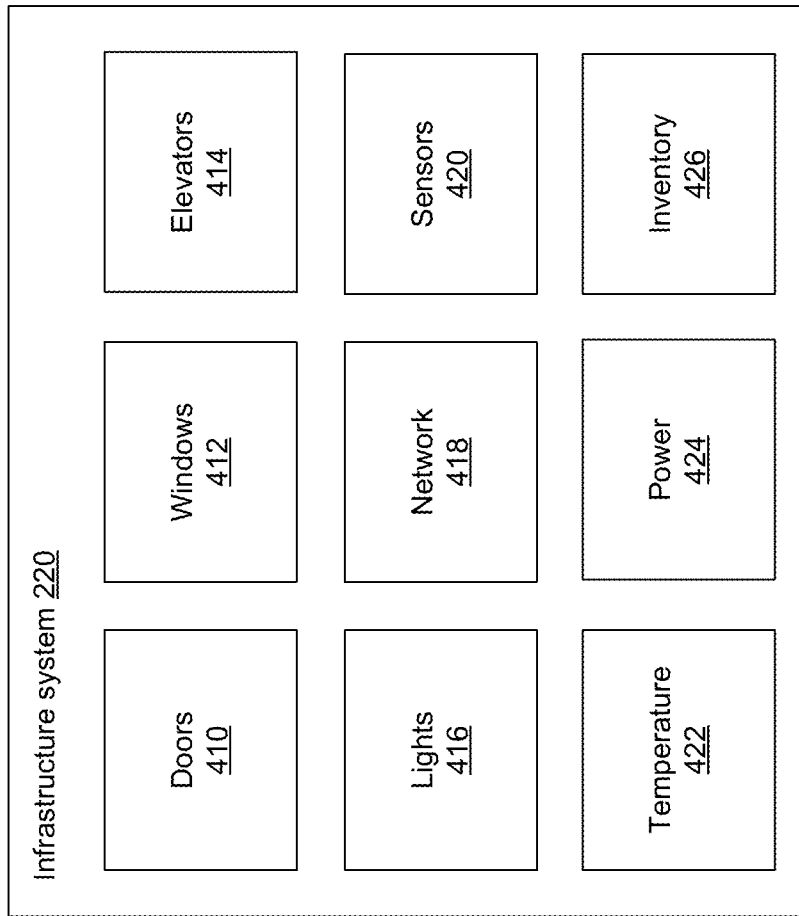 Infrastructure system 220
Doors
410
Windows
412
Elevators
414
Lights
416
Network
418
Sensors
420
Temperature
422
Power
424
Inventory
426